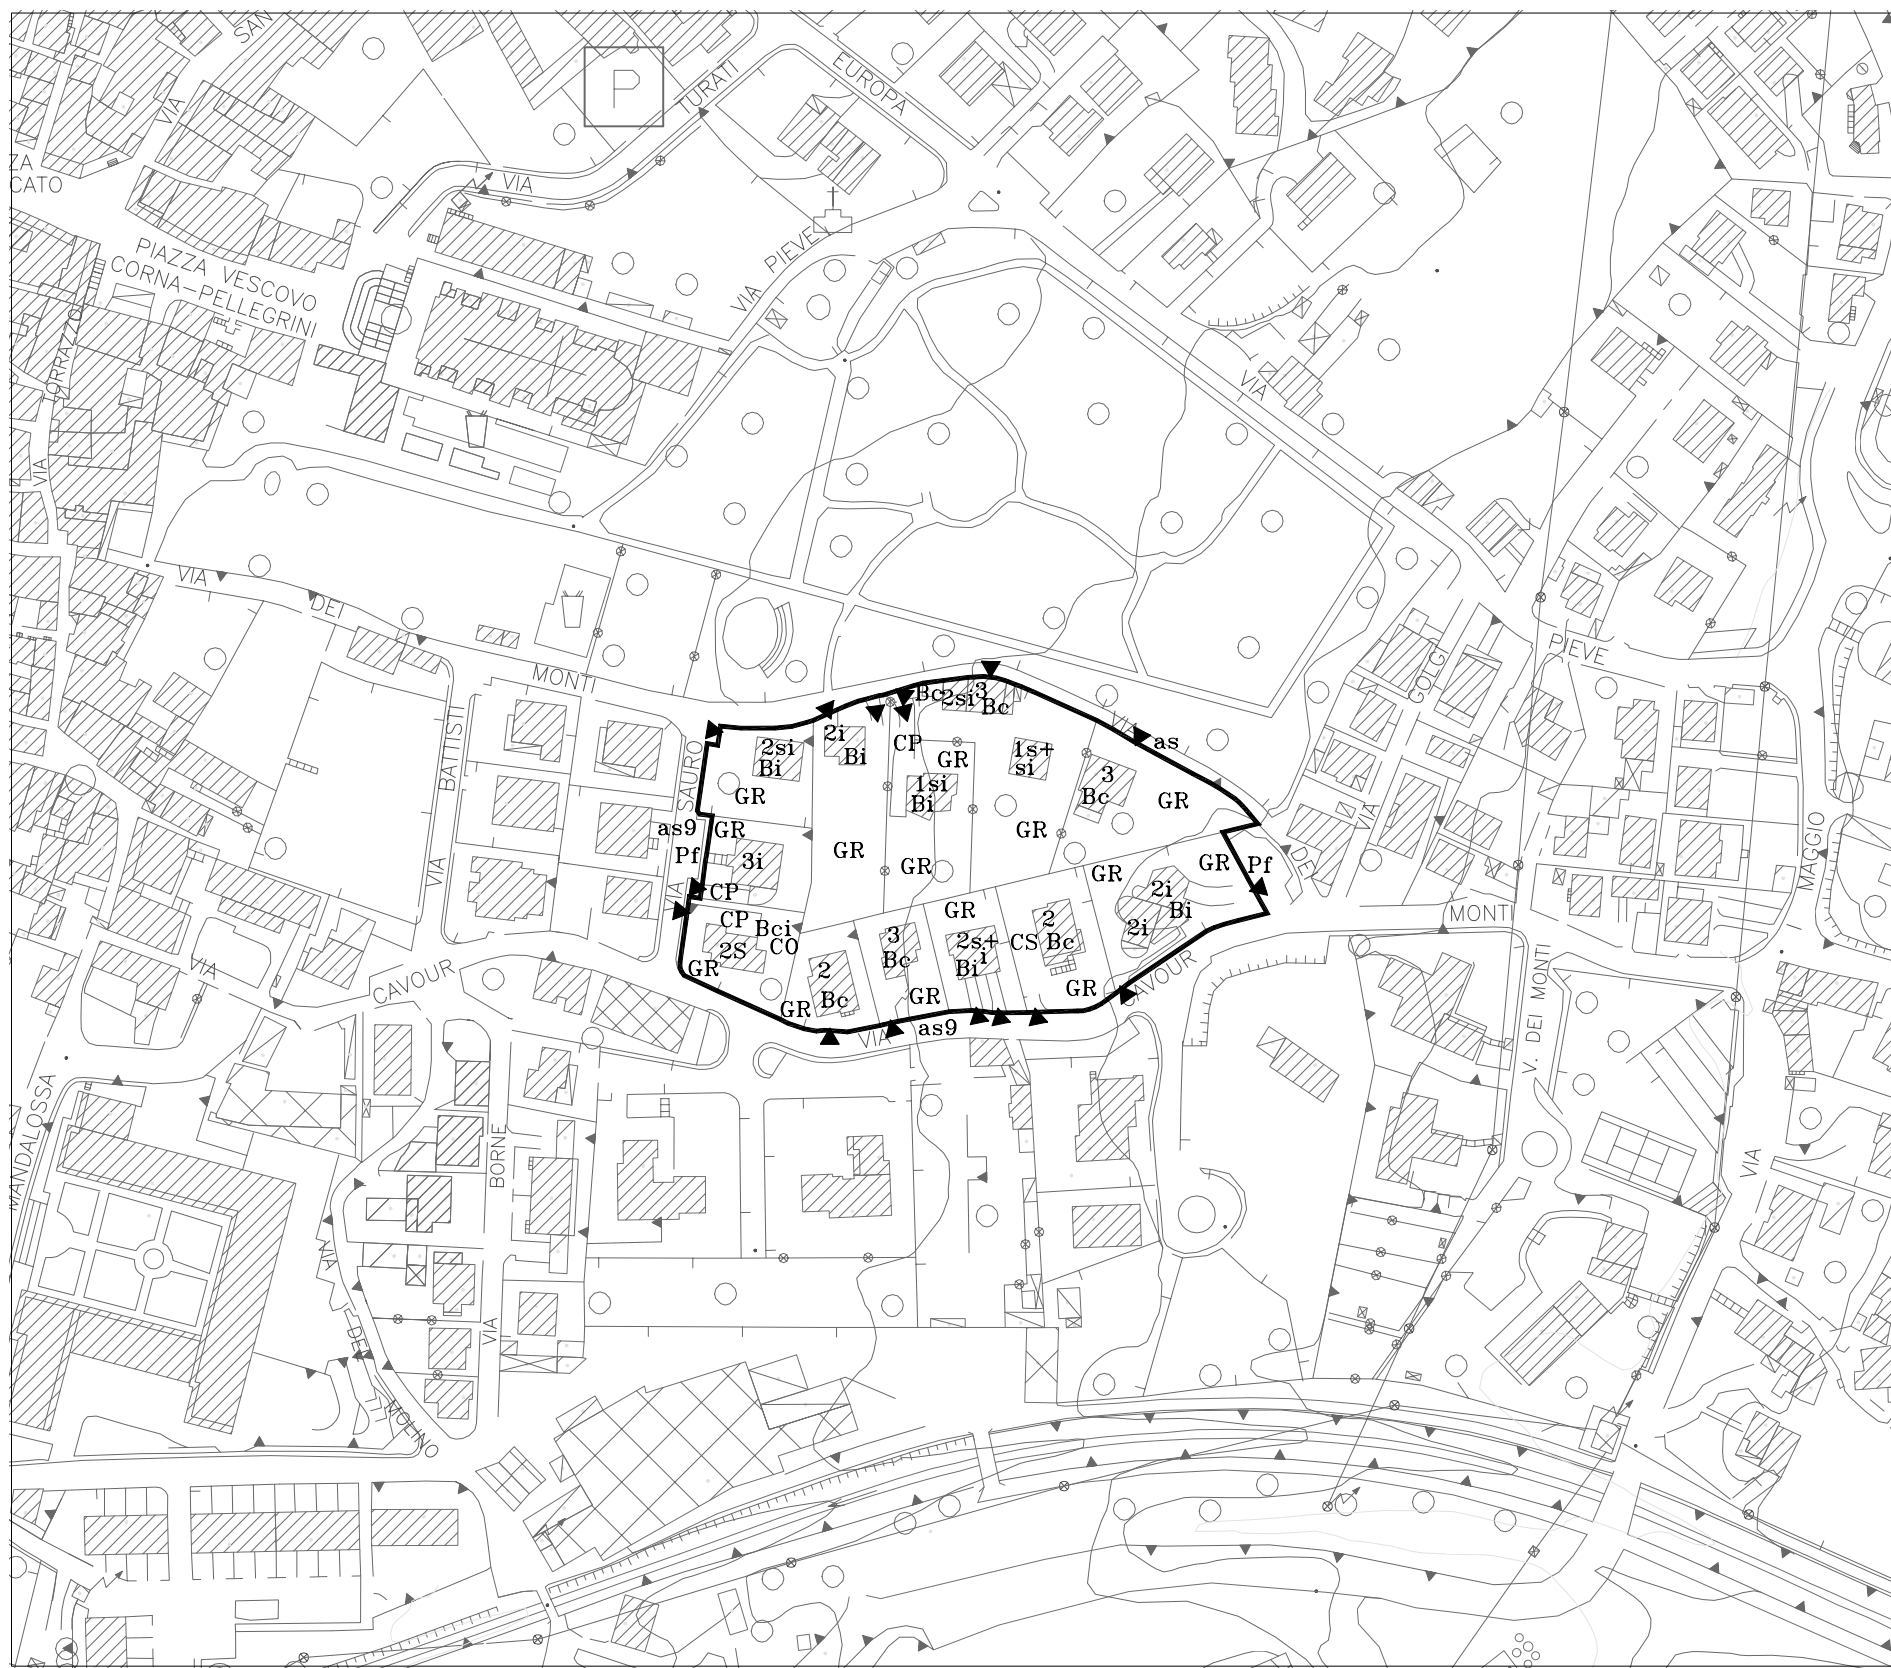 SAN
VIA
P
TURATI
EUROPA
ZA
CATO
VIA
PIAZZA VESCOVO
CORNA-PELLEGRINI
VIA PIEVE
VIA
VIA
VIA DEI MONTI
PIEVE
GOLGI
VIA
BATTISTI
VIA
SAURO
VIA
Bc
2si
3
Bc
2i
Bi
CP
2si
Bi
GR
1s+
si
as
3
Bc
GR
1si
Bi
GR
as9
GR
GR
Pf
3i
GR
GR
GR
GR
Pf
DEI
CP
CP
Bci
2S
CO
GR
3
Bc
GR
2s+
i
Bi
CS
2
Bc
2i
Bi
2i
2
Bc
GR
GR
GR
as9
VIA
CAVOUR
MONTI
MAGGIO
VIA
V. DEI MONTI
VIA
CAVOUR
MANDALOSSA
BORNE
VIA
VIA
DEL
MOLINO